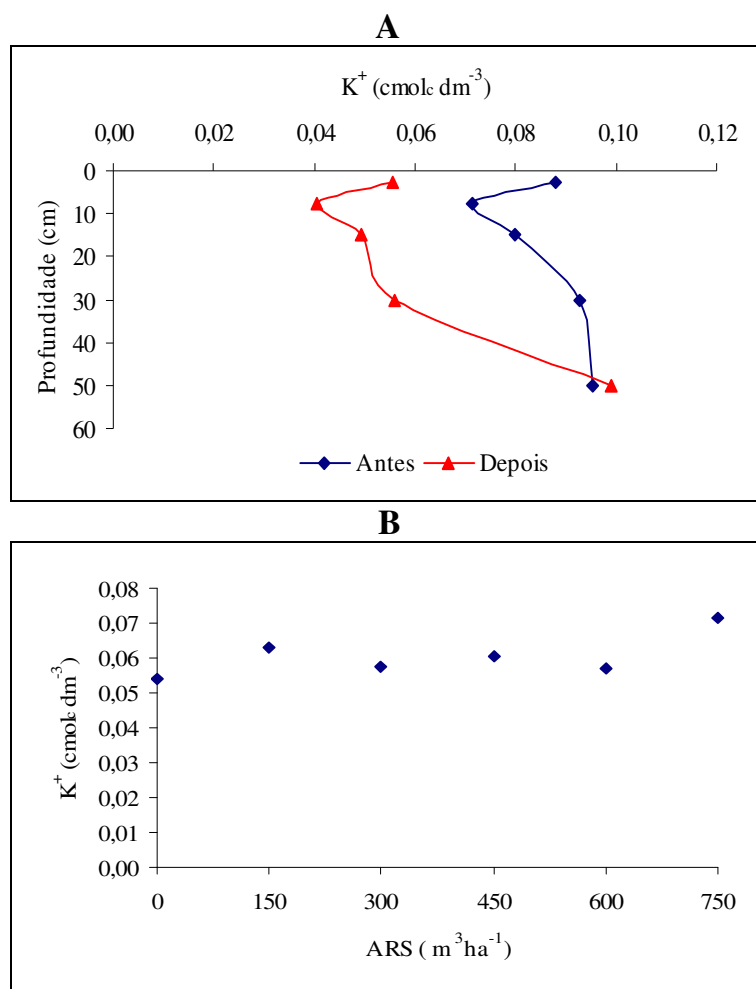 A
K+ (cmolc dm-3)
0,00 0,02 0,04 0,06 0,08 0,10 0,12
0
10
20
30
40
50
60
Profundidade (cm)
Antes Depois
B
0,08
0,07
0,06
0,05
0,04
0,03
0,02
0,01
0,00
K+ (cmolc dm-3)
0 150 300 450 600 750
ARS ( m3ha-1)